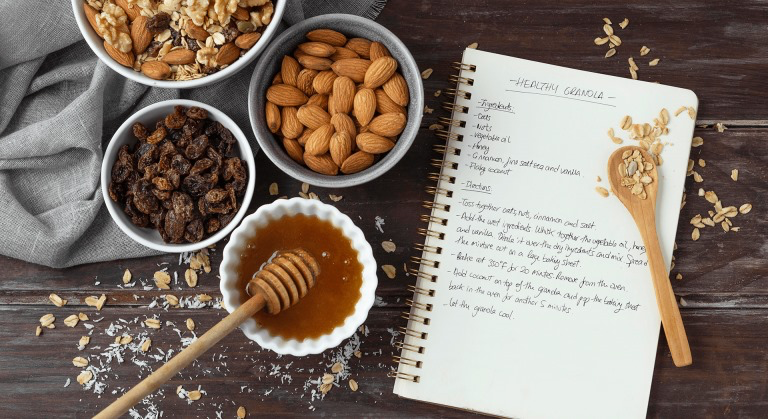 - HEALTHY GRANOLA -
- Ingredients
- Oats
- Nuts
- Vegetable oil
- Honey
- Cinnamon, fine salt sea and vanilla
- Flaky coconut
- Directions
- Toss together oats, nuts, cinnamon and salt
- Add the wet ingredients. Whisk together the vegetable oil, honey
and vanilla. Drizzle it over the dry ingredients and mix. Spread
the mixture out on a large baking sheet.
- Bake at 350°F for 20 minutes. Remove from the oven
- Add coconut on top of the granola and pop the baking sheet
back in the oven for another 5 minutes
- Let the granola cool